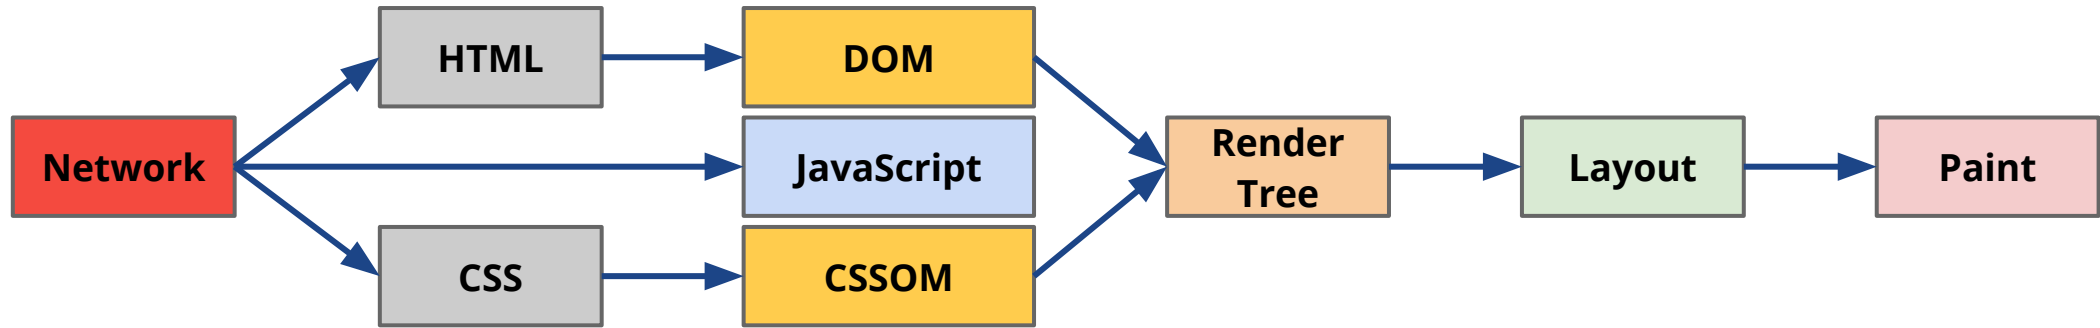 Network
HTML
DOM
JavaScript
CSS
CSSOM
Render
Tree
Layout
Paint